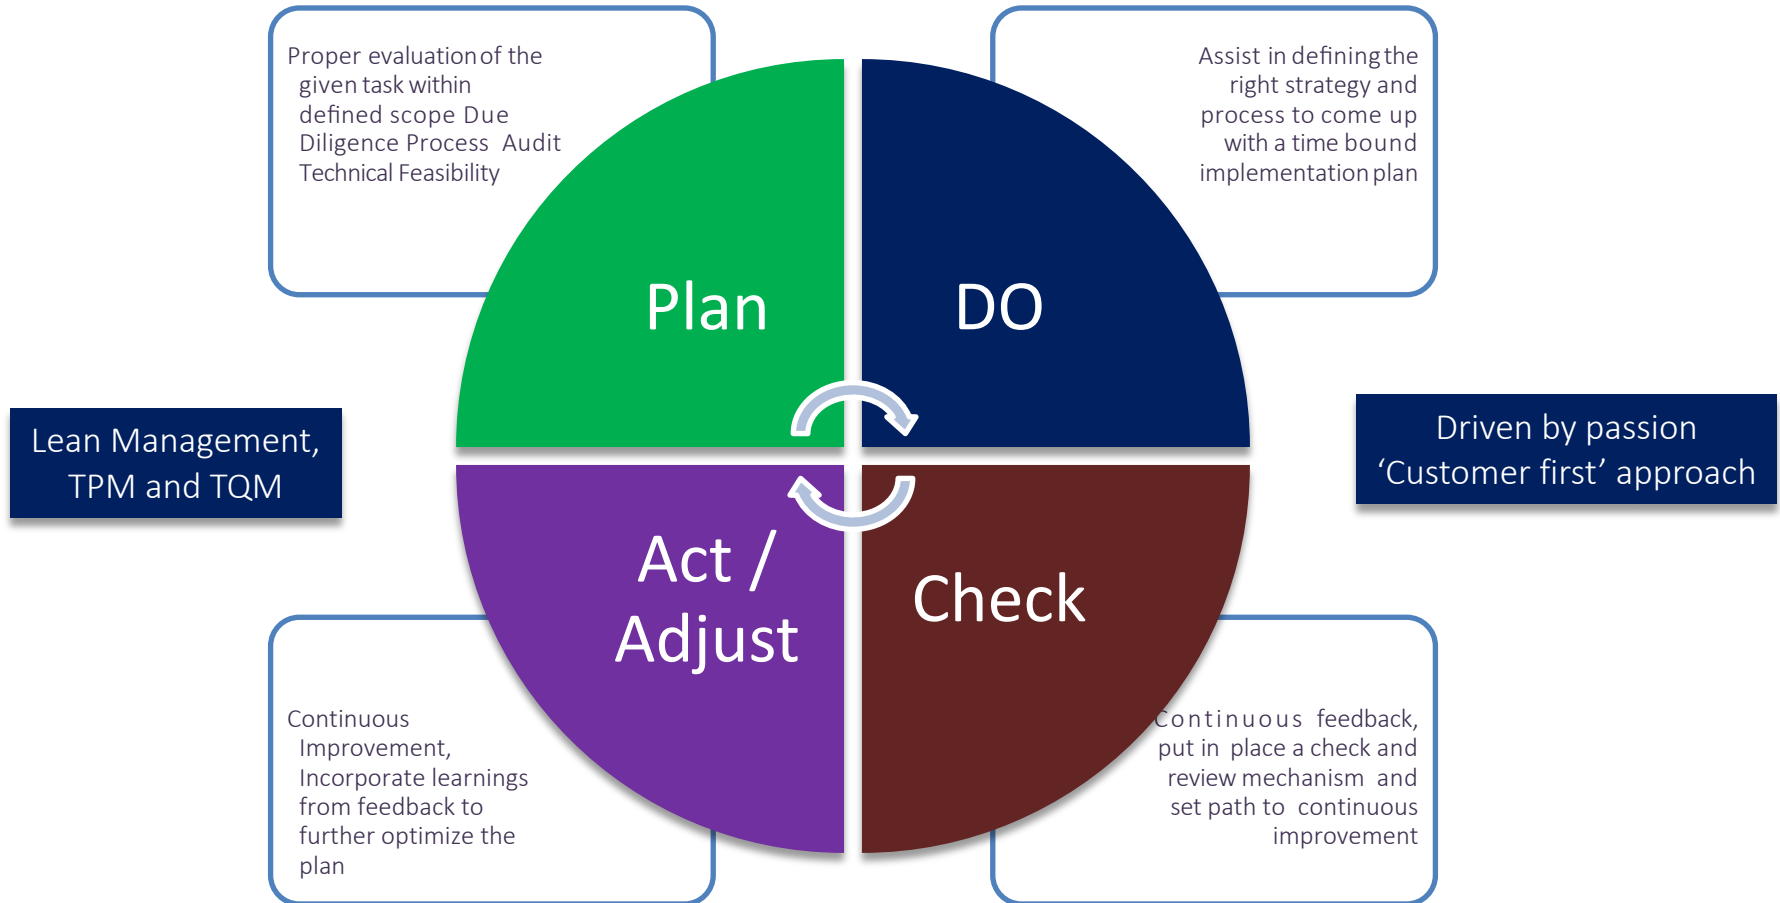 Proper evaluation of the
given task within
defined scope Due
Diligence Process Audit
Technical Feasibility
Assist in defining the
right strategy and
process to come up
with a time bound
implementation plan
Plan
DO
Lean Management,
TPM and TQM
Driven by passion
‘Customer first’ approach
Act /
Adjust
Check
Continuous
Improvement,
Incorporate learnings
from feedback to
further optimize the
plan
Continuous feedback,
put in place a check and
review mechanism and
set path to continuous
improvement